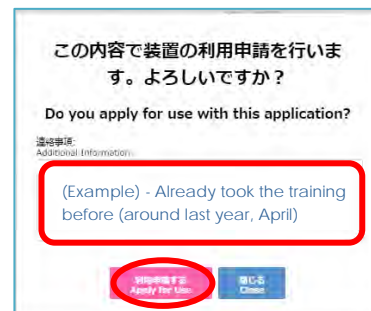 この内容で装置の利用申請を行いま
す。よろしいですか？
Do you apply for use with this application?
連絡事項:
Additional Information:
(Example) - Already took the training
before (around last year, April)
利用申請する
Apply for Use
閉じる
Close